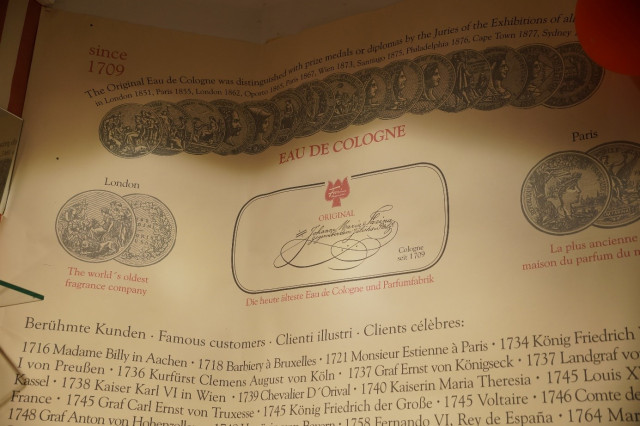 since
1709
The Original Eau de Cologne was distinguished with prize medals or diplomas by the Juries of the Exhibitions of all
in London 1851, Paris 1855, London 1862, Oporto 1865, Paris 1867, Wien 1873, Santiago 1875, Philadelphia 1876, Cape Town 1877, Sydney
EAU DE COLOGNE
London
The world's oldest
fragrance company
ORIGINAL
Johann Maria Farina
Cologne
seit 1709
Die heute älteste Eau de Cologne und Parfumfabrik
Paris
La plus ancienne
maison du parfum du m
Berühmte Kunden · Famous customers · Clienti illustri · Clients célèbres:
1716 Madame Billy in Aachen · 1718 Barbiery à Bruxelles · 1721 Monsieur Estienne à Paris · 1734 König Friedrich
I von Preußen · 1736 Kurfürst Clemens August von Köln · 1737 Graf Ernst von Königseck · 1737 Landgraf vo
Kassel · 1738 Kaiser Karl VI in Wien · 1739 Chevalier D´Orival · 1740 Kaiserin Maria Theresia · 1745 Louis X
France · 1745 Graf Carl Ernst von Truxesse · 1745 König Friedrich der Große · 1745 Voltaire · 1746 Comte de
1748 Graf Anton von Hohenzolle 1758 Fernando VI, Rey de España · 1764 Mar